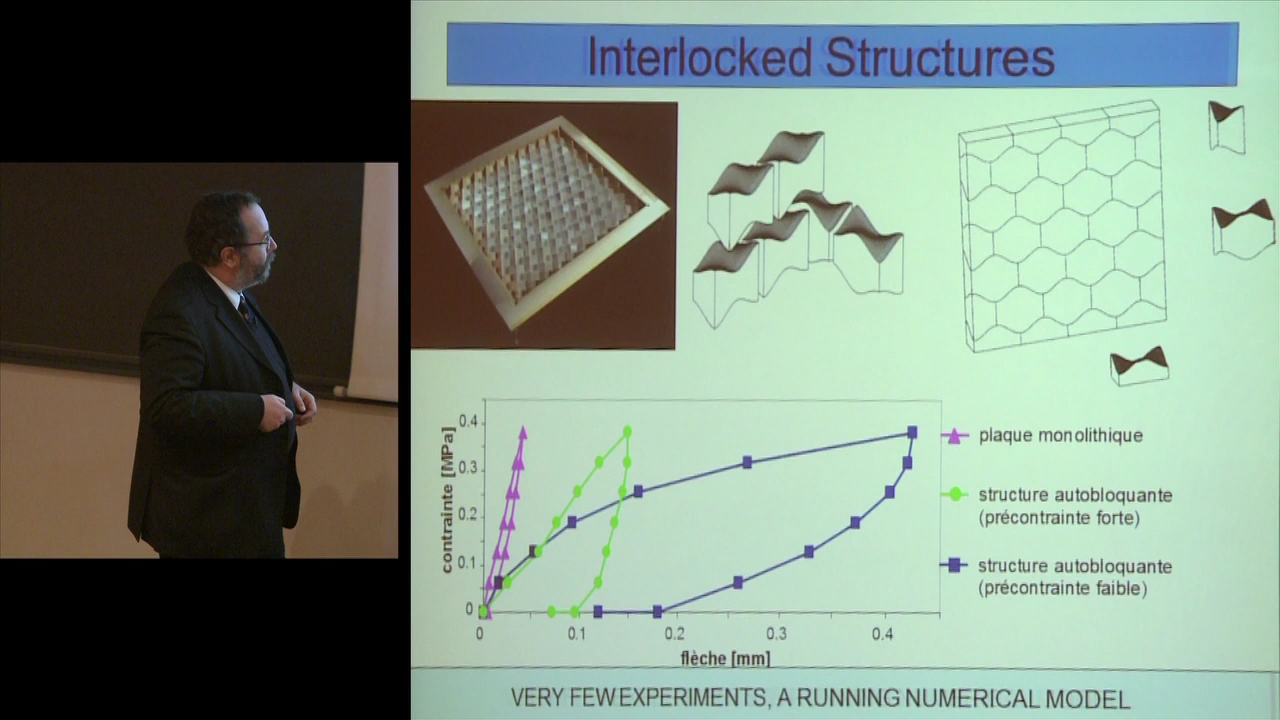 Interlocked Structures
contrainte [MPa]
0.4
0.3
0.2
0.1
0
0
0.1
0.2
0.3
0.4
flèche [mm]
plaque monolithique
structure autobloquante
(précontrainte forte)
structure autobloquante
(précontrainte faible)
VERY FEW EXPERIMENTS, A RUNNING NUMERICAL MODEL